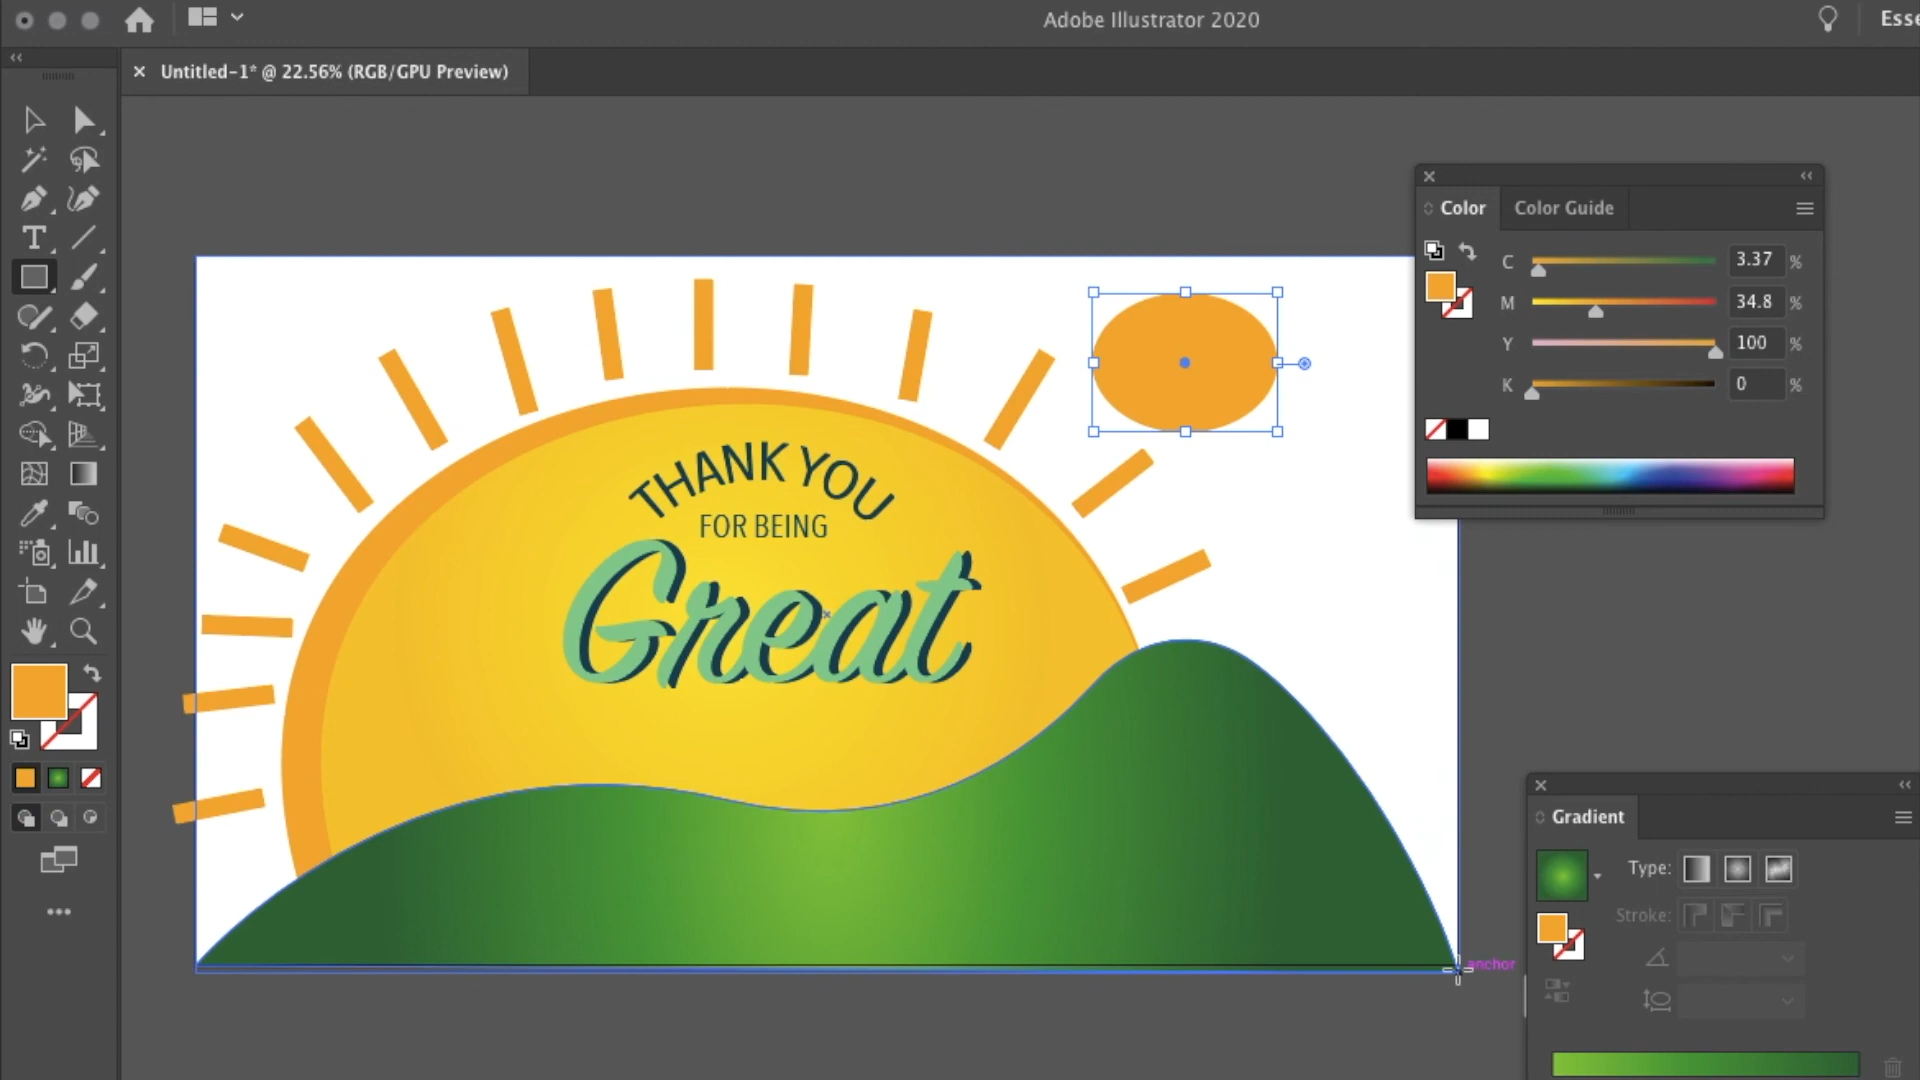 Adobe Illustrator 2020
Esse
Untitled-1* @ 22.56% (RGB/GPU Preview)
Color
Color Guide
C 3.37 %
M 34.8 %
Y 100 %
K 0 %
THANK YOU
FOR BEING
Great
anchor
Gradient
Type:
Stroke: